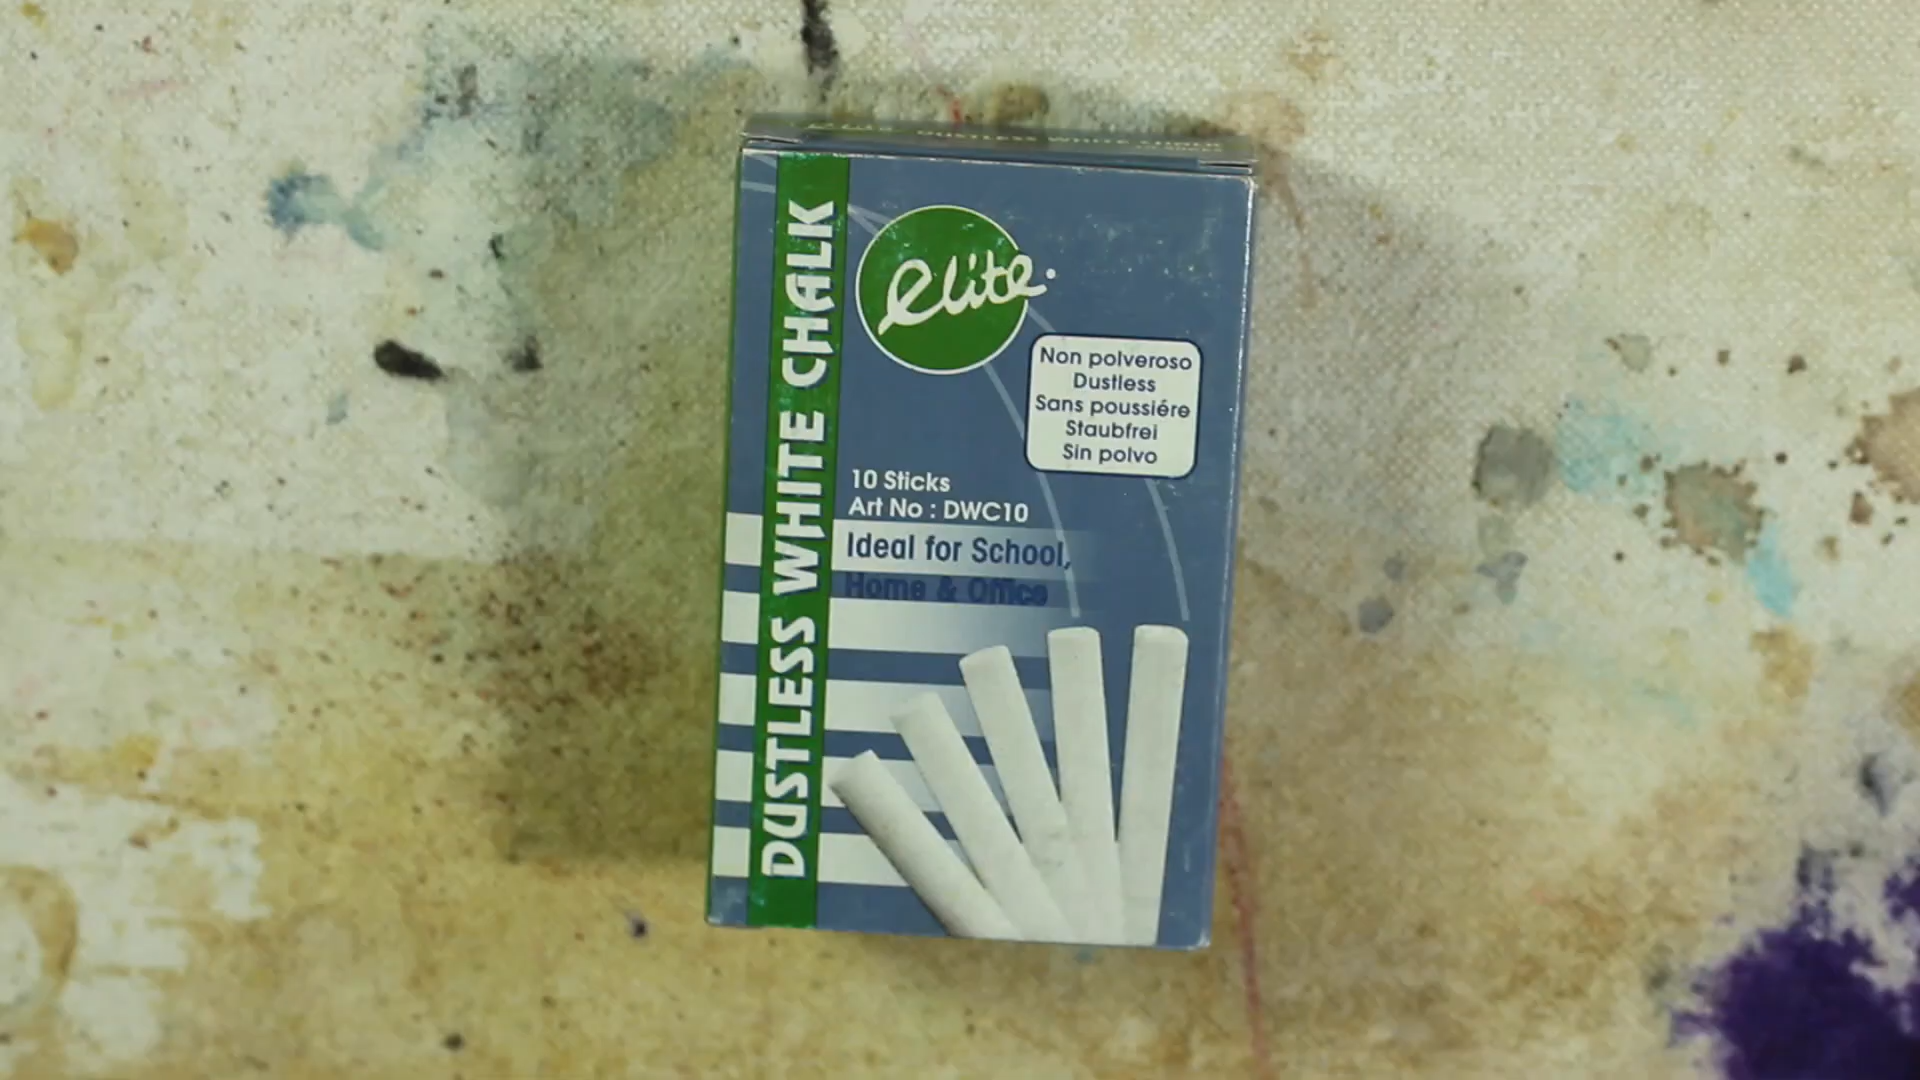 DUSTLESS WHITE CHALK
elite
Non polveroso
Dustless
Sans poussiére
Staubfrei
Sin polvo
10 Sticks
Art No : DWC10
Ideal for School,
Home & Office